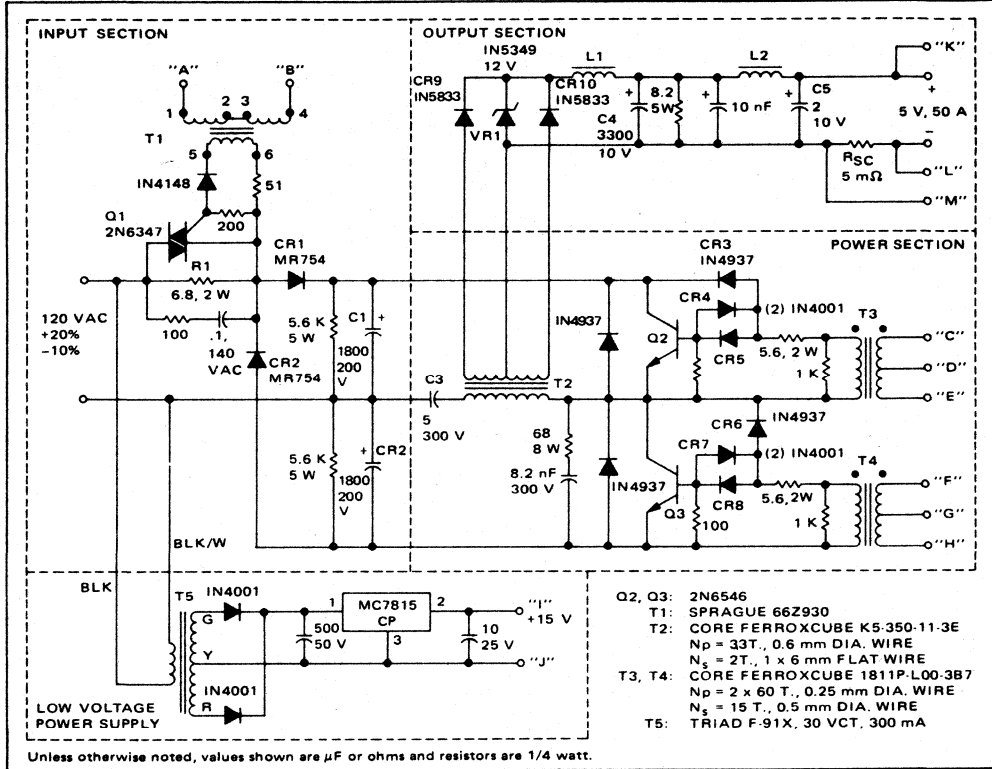 INPUT SECTION
"A"
"B"
1
2 3
4
T1
5
6
IN4148
51
Q1
2N6347
200
CR1
MR754
R1
6.8, 2 W
100
.1,
140
VAC
120 VAC
+20%
−10%
CR2
MR754
5.6 K
5 W
C1
+
1800
200
V
5.6 K
5 W
+
CR2
1800
200
V
BLK/W
BLK
OUTPUT SECTION
IN5349
12 V
CR9
IN5833
CR10
IN5833
VR1
L1
L2
+
C4
3300
10 V
8.2
5W
+
10 nF
+
C5
2
10 V
"K"
+
5 V, 50 A
−
RSC
5 mΩ
"L"
"M"
POWER SECTION
CR3
IN4937
CR4
(2) IN4001
T3
IN4937
Q2
CR5
5.6, 2 W
1 K
"C"
"D"
"E"
C3
5
300 V
T2
68
8 W
8.2 nF
300 V
IN4937
IN4937
CR6
CR7
(2) IN4001
T4
Q3
CR8
5.6, 2W
100
1 K
"F"
"G"
"H"
T5
IN4001
G
Y
R
IN4001
500
50 V
1
MC7815
CP
2
3
10
25 V
"I"
+15 V
"J"
LOW VOLTAGE
POWER SUPPLY
Q2, Q3: 2N6546
T1: SPRAGUE 66Z930
T2: CORE FERROXCUBE K5-350-11-3E
Np = 33T., 0.6 mm DIA. WIRE
Ns = 2T., 1 x 6 mm FLAT WIRE
T3, T4: CORE FERROXCUBE 1811P-L00-3B7
Np = 2 x 60 T., 0.25 mm DIA. WIRE
Ns = 15 T., 0.5 mm DIA. WIRE
T5: TRIAD F-91X, 30 VCT, 300 mA
Unless otherwise noted, values shown are µF or ohms and resistors are 1/4 watt.